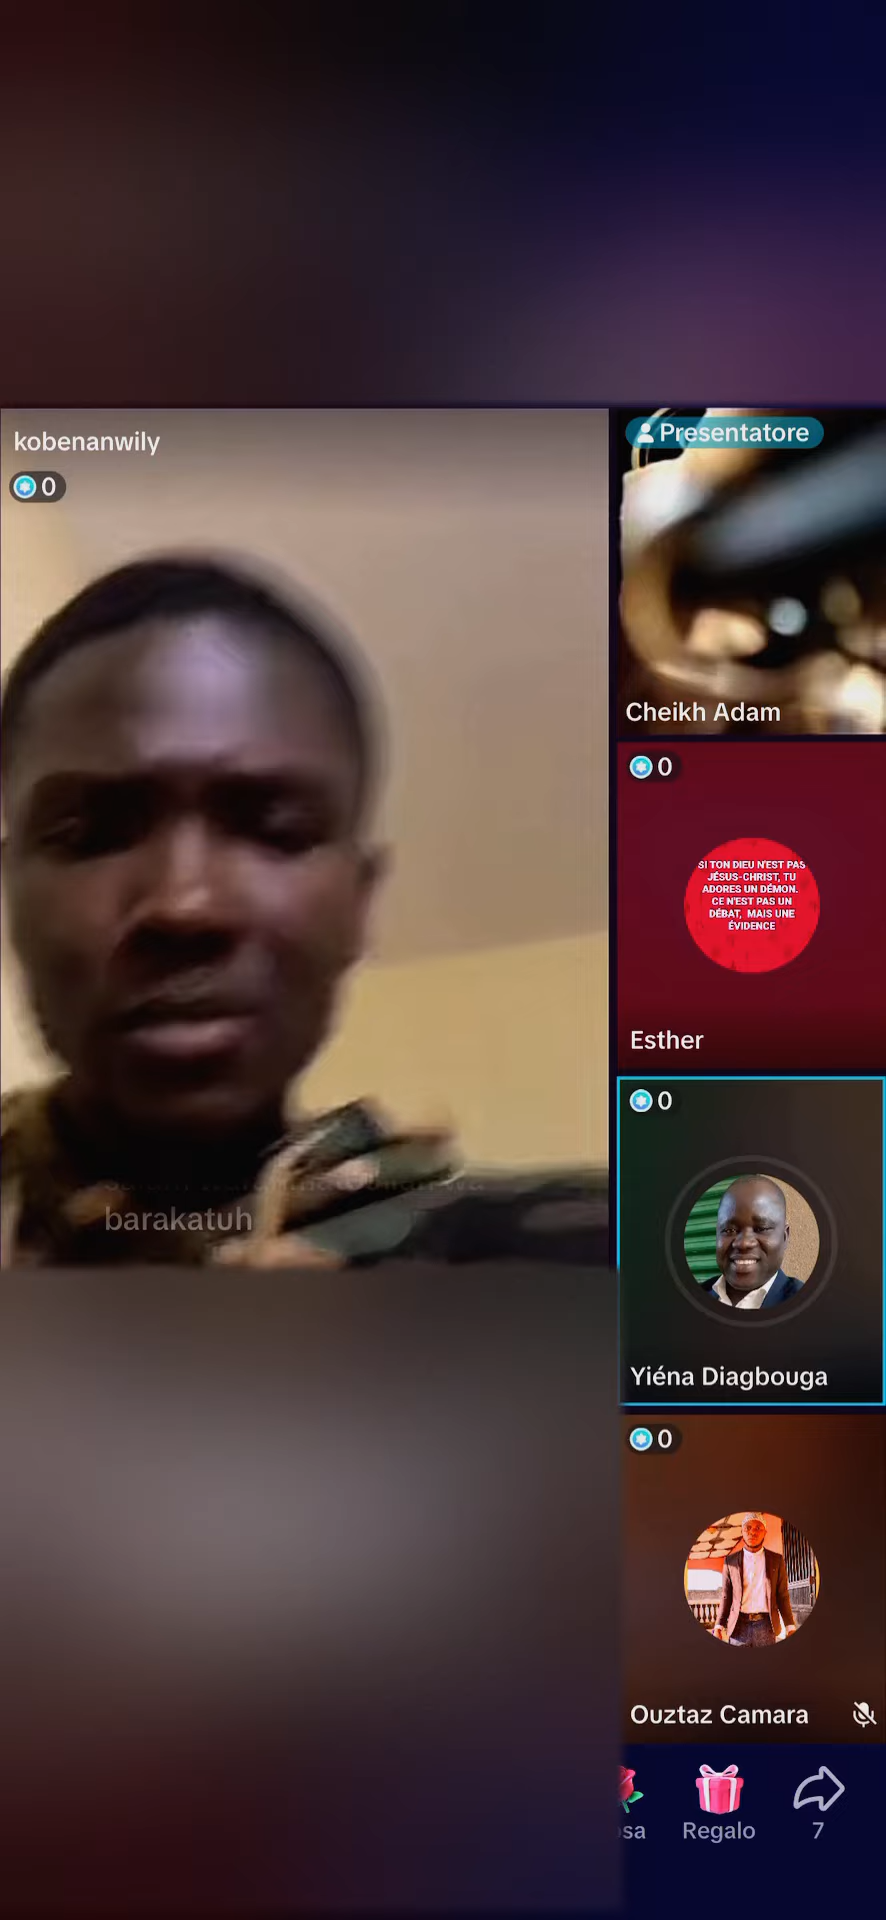 kobenanwily
0
barakatuh
Presentatore
Cheikh Adam
0
SI TON DIEU N'EST PAS
JÉSUS-CHRIST, TU
ADORES UN DÉMON.
CE N'EST PAS UN
DÉBAT, MAIS UNE
ÉVIDENCE
Esther
0
Yiéna Diagbouga
0
Ouztaz Camara
Regalo
7